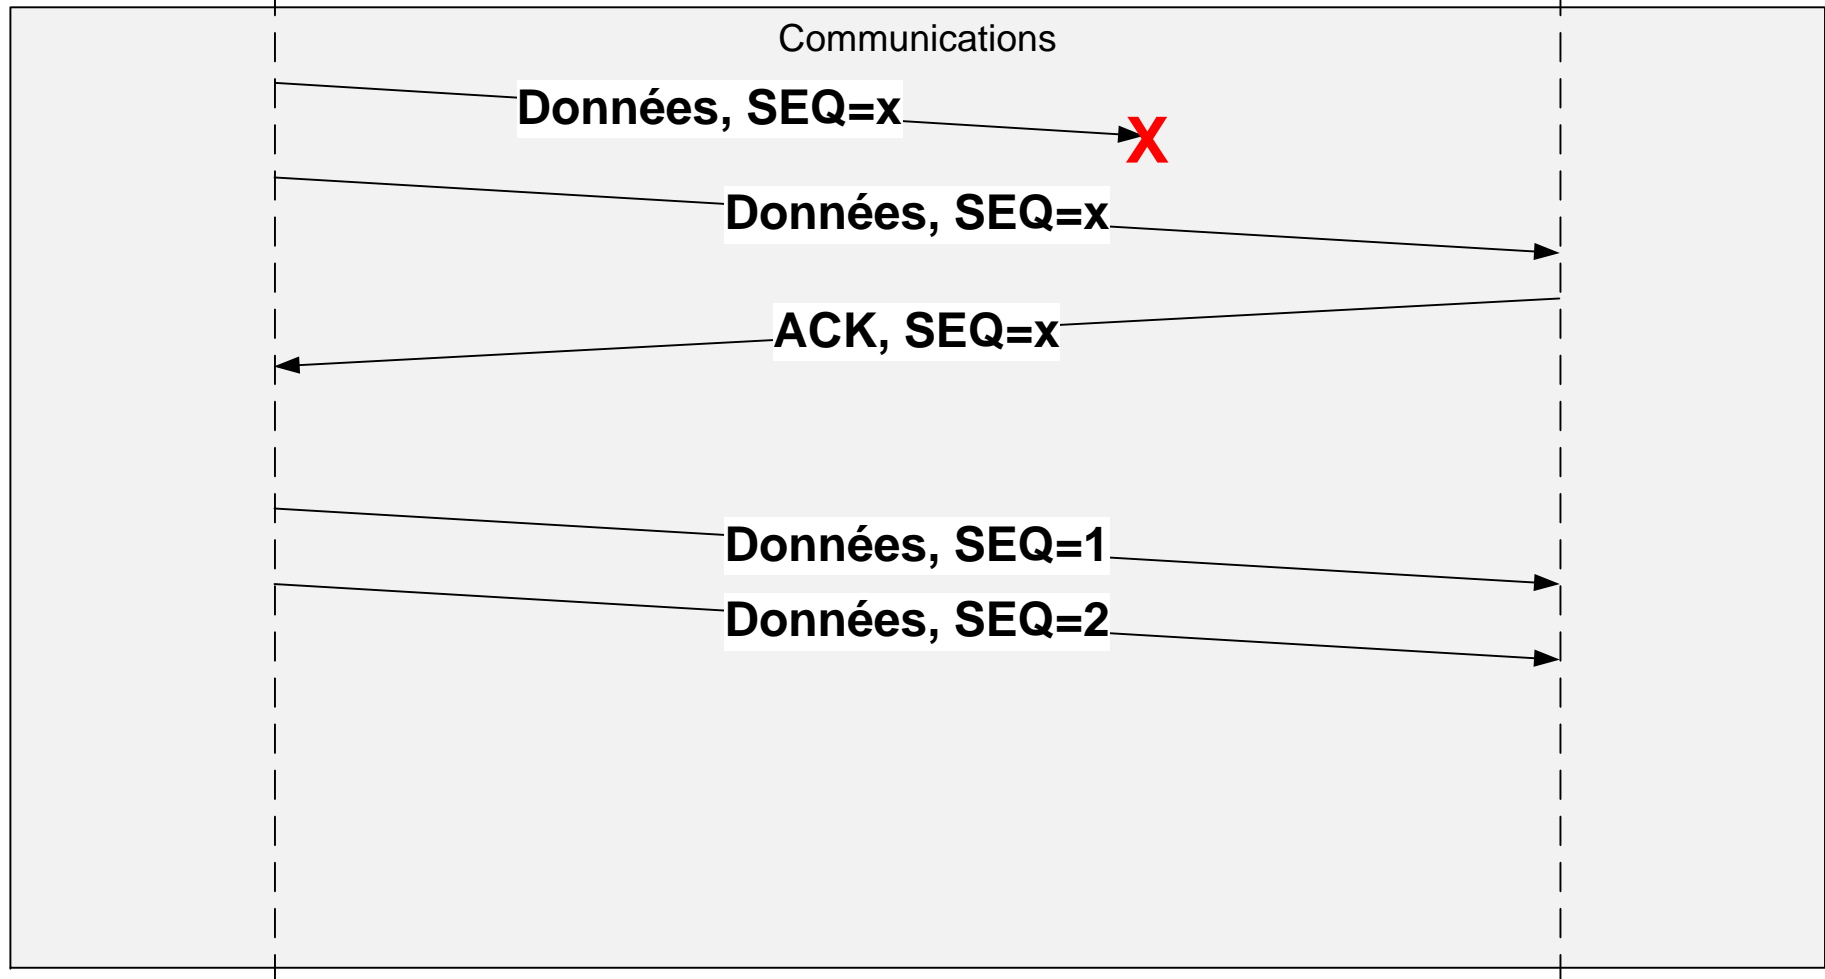 Communications
Données, SEQ=x
X
Données, SEQ=x
ACK, SEQ=x
Données, SEQ=1
Données, SEQ=2